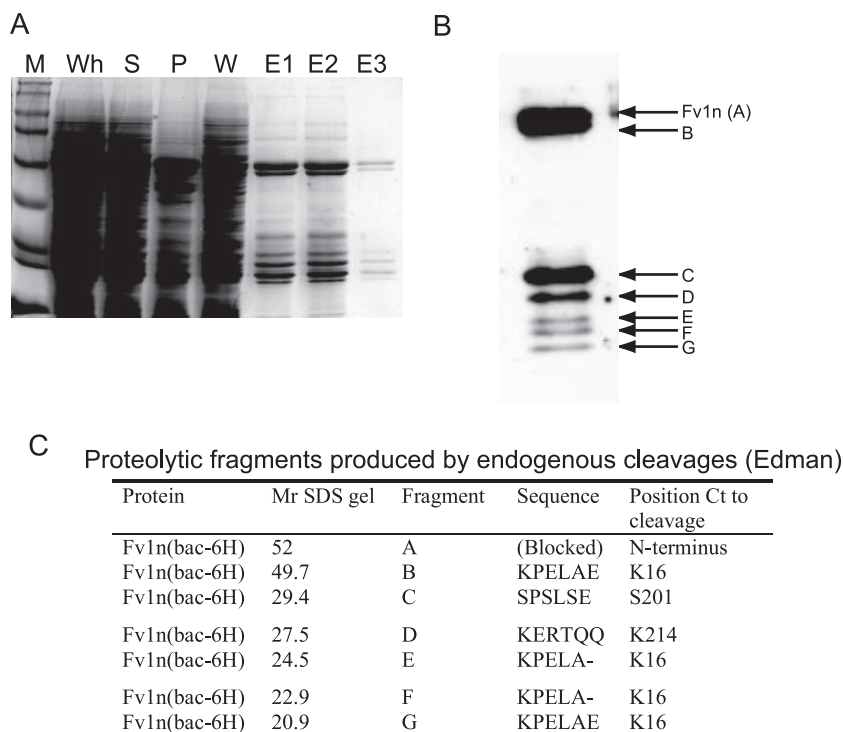 A
M Wh S P W E1 E2 E3
B
Fv1n (A)
B
C
D
E
F
G
C
Proteolytic fragments produced by endogenous cleavages (Edman)
Protein Mr SDS gel Fragment Sequence Position Ct to
cleavage
Fv1n(bac-6H) 52 A (Blocked) N-terminus
Fv1n(bac-6H) 49.7 B KPELAE K16
Fv1n(bac-6H) 29.4 C SPSLSE S201
Fv1n(bac-6H) 27.5 D KERTQQ K214
Fv1n(bac-6H) 24.5 E KPELA- K16
Fv1n(bac-6H) 22.9 F KPELA- K16
Fv1n(bac-6H) 20.9 G KPELAE K16